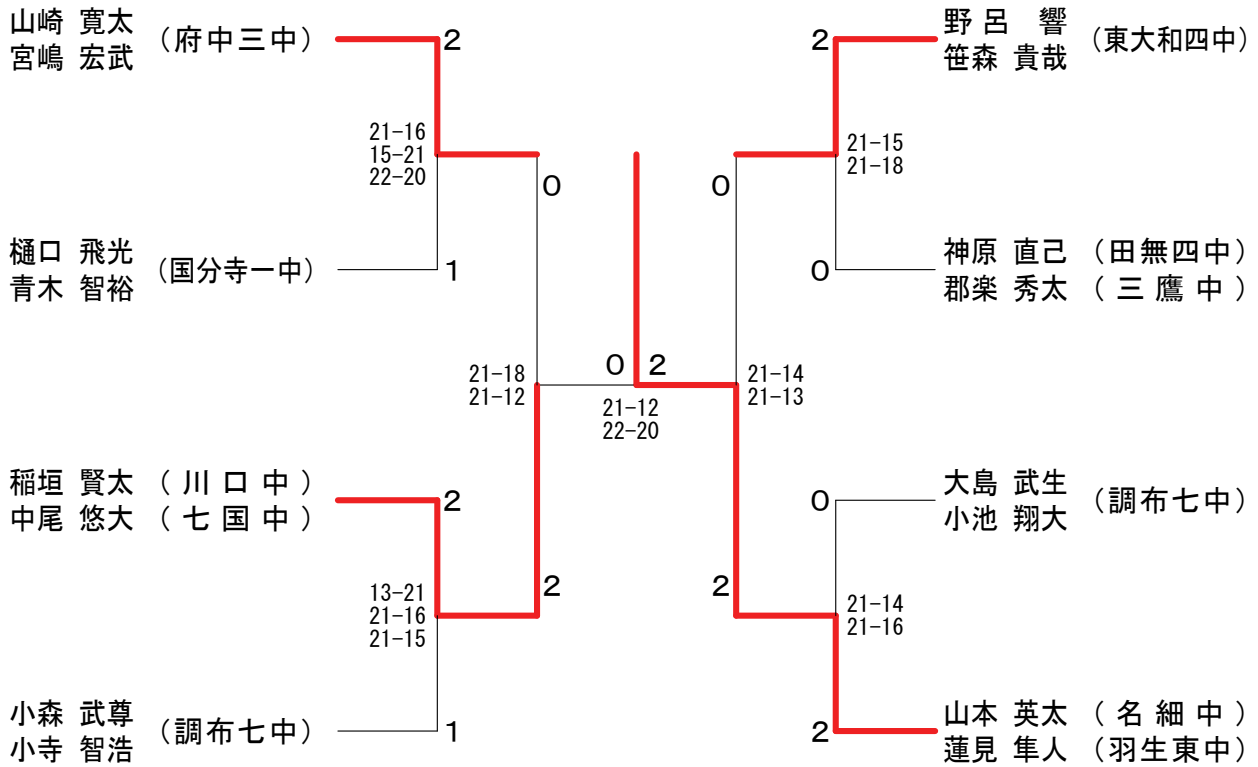 山崎 寛太
宮嶋 宏武
(府中三中)
2
21-16
15-21
22-20
樋口 飛光
青木 智裕
(国分寺一中)
1
0
21-18
21-12
稲垣 賢太 (川口中)
中尾 悠大 (七国中)
2
13-21
21-16
21-15
小森 武尊
小寺 智浩
(調布七中)
1
2
0 2
21-12
22-20
野呂 響
笹森 貴哉
(東大和四中)
2
21-15
21-18
神原 直己 (田無四中)
郡楽 秀太 (三鷹中)
0
0
21-14
21-13
大島 武生
小池 翔大
(調布七中)
0
2
21-14
21-16
山本 英太 (名細中)
蓮見 隼人 (羽生東中)
2